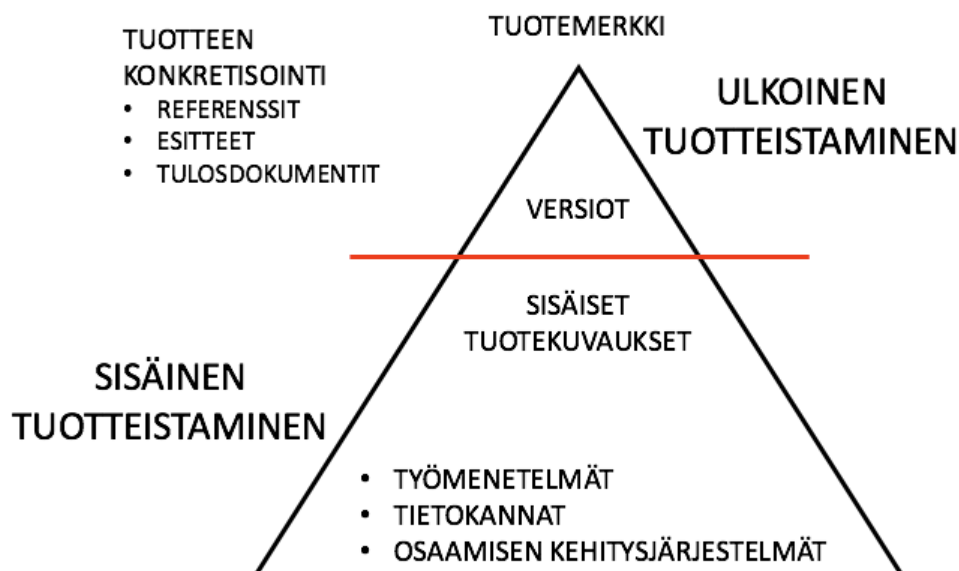 TUOTEMERKKI
TUOTTEEN
KONKRETISOINTI
• REFERENSSIT
• ESITTEET
• TULOSDOKUMENTIT
ULKOINEN
TUOTTEISTAMINEN
VERSIOT
SISÄISET
TUOTEKUVAUKSET
SISÄINEN
TUOTTEISTAMINEN
• TYÖMENETELMÄT
• TIETOKANNAT
• OSAAMISEN KEHITYSJÄRJESTELMÄT